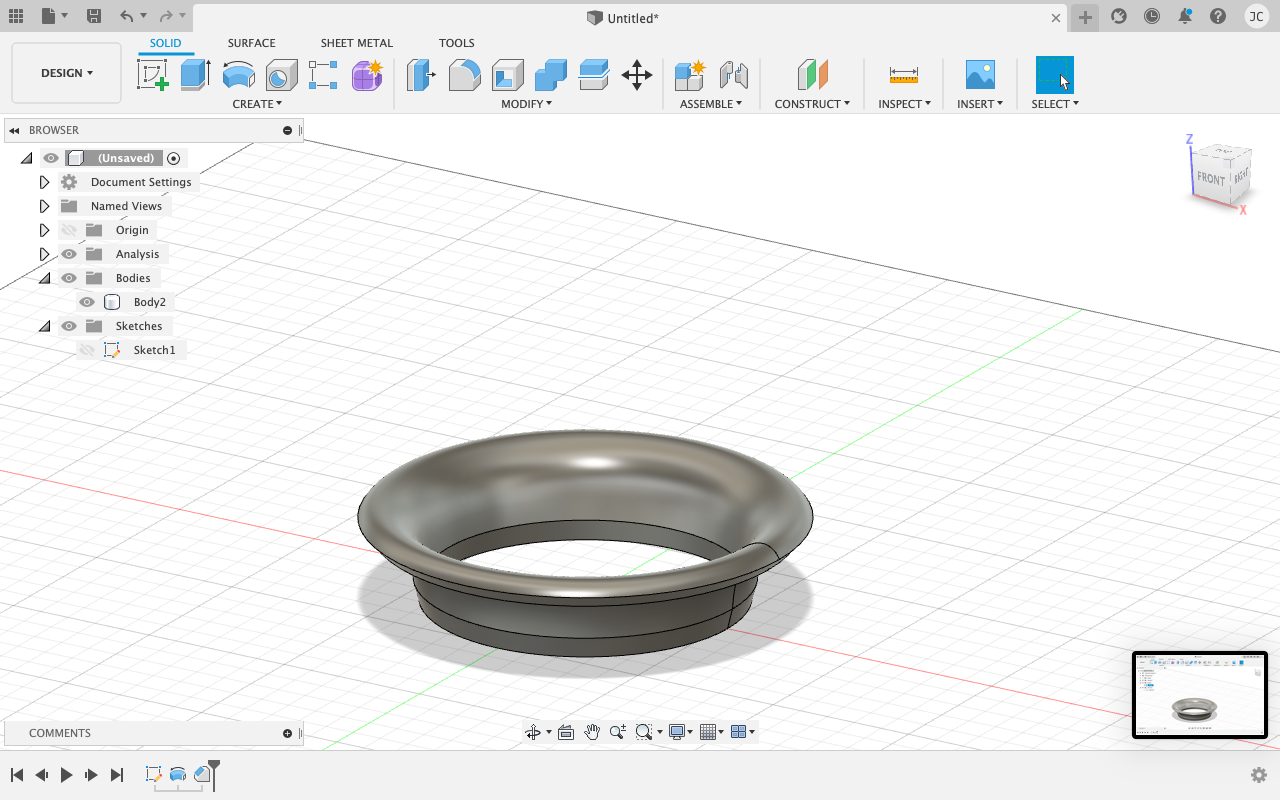 Untitled*
JC
DESIGN
SOLID
SURFACE
SHEET METAL
TOOLS
CREATE
MODIFY
ASSEMBLE
CONSTRUCT
INSPECT
INSERT
SELECT
BROWSER
(Unsaved)
Document Settings
Named Views
Origin
Analysis
Bodies
Body2
Sketches
Sketch1
Z
FRONT
RIGHT
X
COMMENTS